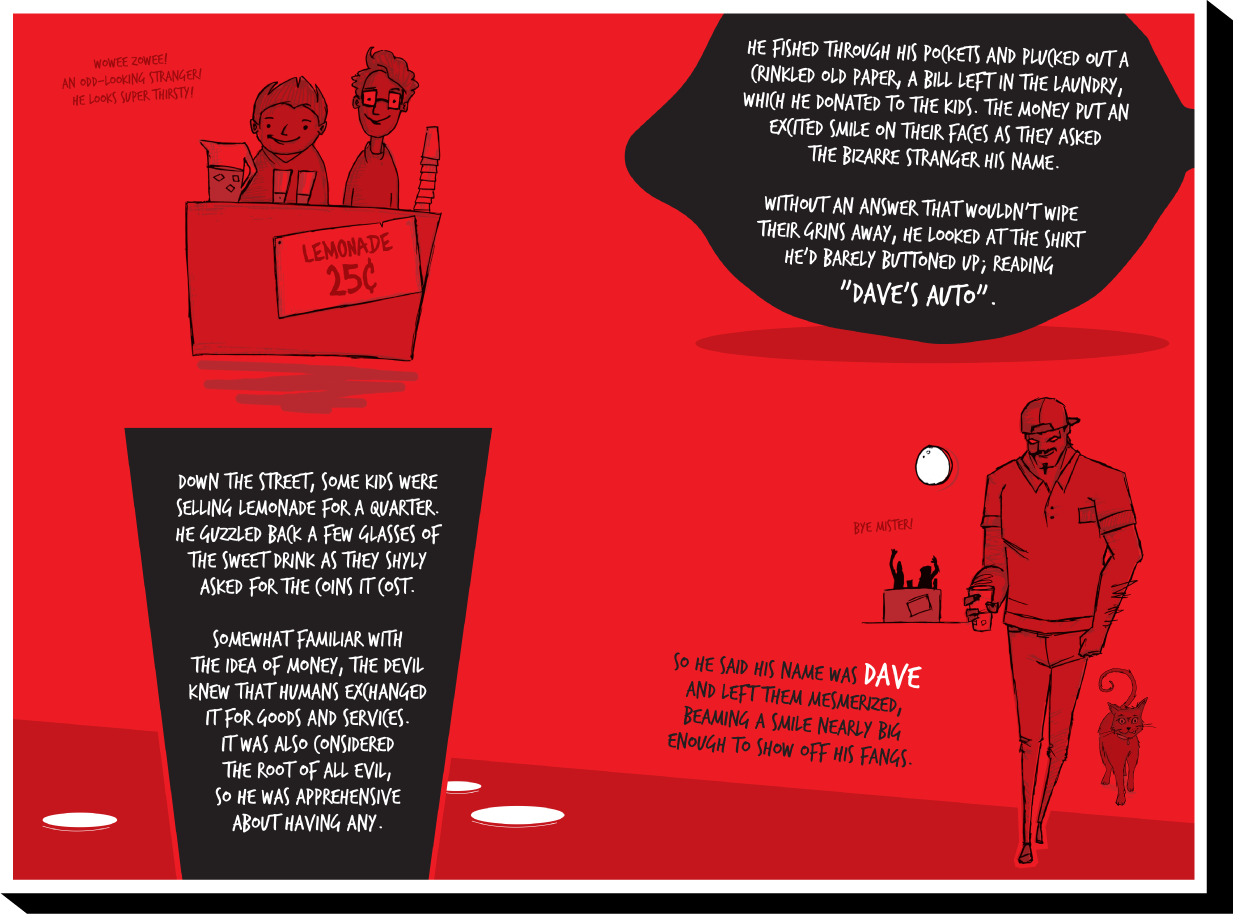 WOWEE ZOWEE!
AN ODD-LOOKING STRANGER!
HE LOOKS SUPER THIRSTY!
LEMONADE
25¢
DOWN THE STREET, SOME KIDS WERE
SELLING LEMONADE FOR A QUARTER.
HE GUZZLED BACK A FEW GLASSES OF
THE SWEET DRINK AS THEY SHYLY
ASKED FOR THE COINS IT COST.
SOMEWHAT FAMILIAR WITH
THE IDEA OF MONEY, THE DEVIL
KNEW THAT HUMANS EXCHANGED
IT FOR GOODS AND SERVICES.
IT WAS ALSO CONSIDERED
THE ROOT OF ALL EVIL,
SO HE WAS APPREHENSIVE
ABOUT HAVING ANY.
HE FISHED THROUGH HIS POCKETS AND PLUCKED OUT A
CRINKLED OLD PAPER, A BILL LEFT IN THE LAUNDRY,
WHICH HE DONATED TO THE KIDS. THE MONEY PUT AN
EXCITED SMILE ON THEIR FACES AS THEY ASKED
THE BIZARRE STRANGER HIS NAME.
WITHOUT AN ANSWER THAT WOULDN'T WIPE
THEIR GRINS AWAY, HE LOOKED AT THE SHIRT
HE'D BARELY BUTTONED UP; READING
"DAVE'S AUTO".
BYE MISTER!
SO HE SAID HIS NAME WAS DAVE
AND LEFT THEM MESMERIZED,
BEAMING A SMILE NEARLY BIG
ENOUGH TO SHOW OFF HIS FANGS.